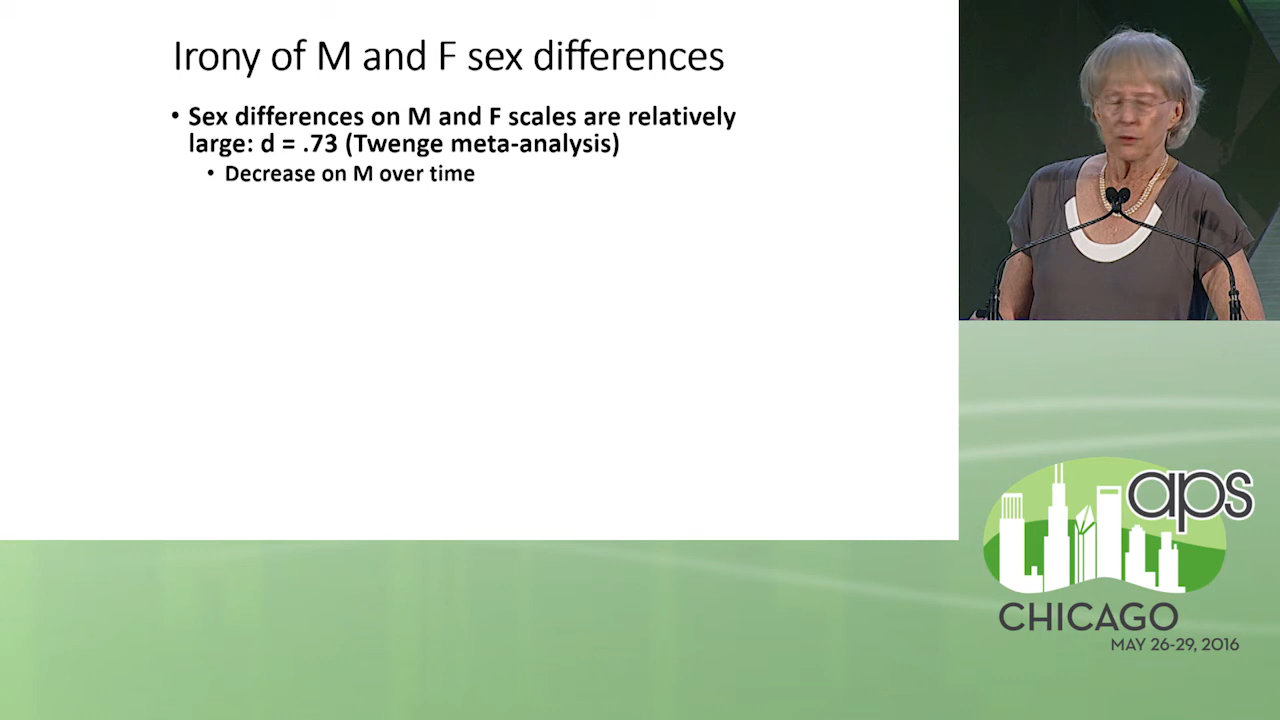 Irony of M and F sex differences
• Sex differences on M and F scales are relatively
large: d = .73 (Twenge meta-analysis)
• Decrease on M over time
aps
CHICAGO
MAY 26-29, 2016